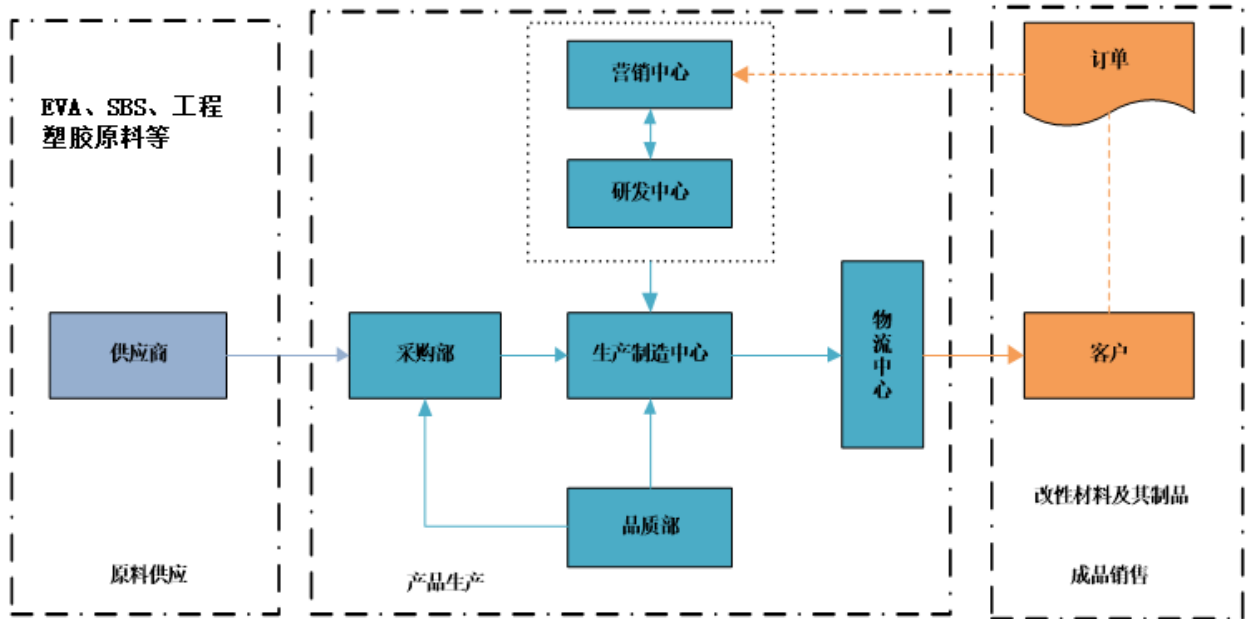 EVA、SBS、工程
塑胶原料等
供应商
原料供应
营销中心
研发中心
采购部
生产制造中心
物流中心
品质部
产品生产
订单
客户
改性材料及其制品
成品销售